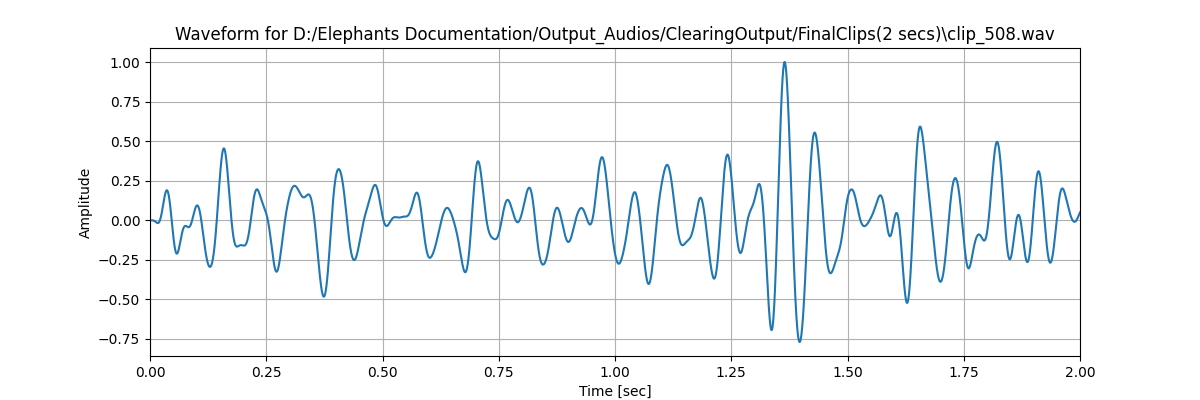 Waveform for D:/Elephants Documentation/Output_Audios/ClearingOutput/FinalClips(2 secs)\clip_508.wav
1.00
0.75
0.50
0.25
0.00
−0.25
−0.50
−0.75
Amplitude
0.00 0.25 0.50 0.75 1.00 1.25 1.50 1.75 2.00
Time [sec]